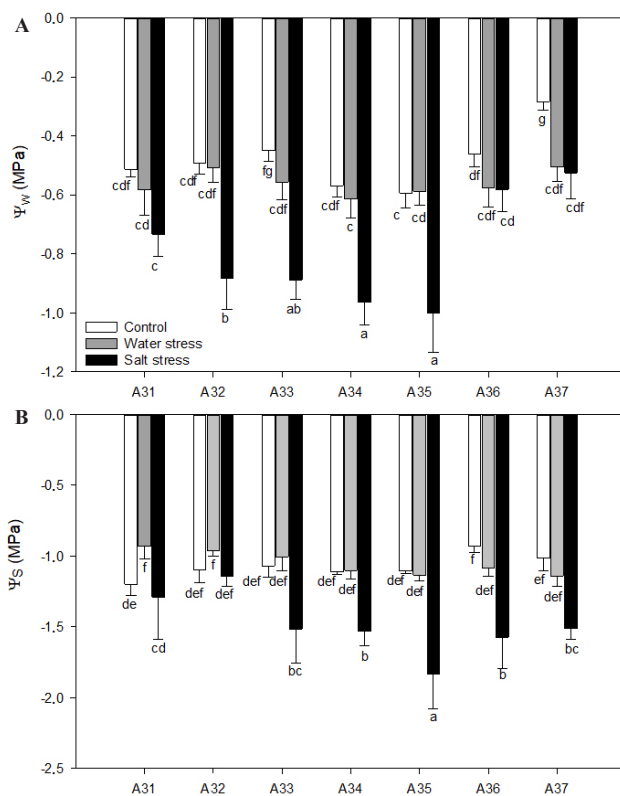 A
0,0
-0,2
-0,4
-0,6
-0,8
-1,0
-1,2
Ψw (MPa)
cdf cd c
cdf cdf b
fg cdf ab
cdf c a
c cd a
df cdf cd
g cdf cdf
Control
Water stress
Salt stress
A31 A32 A33 A34 A35 A36 A37
B
0,0
-0,5
-1,0
-1,5
-2,0
-2,5
Ψs (MPa)
de f cd
def f def
def def bc
def def b
def def a
f def b
ef def bc
A31 A32 A33 A34 A35 A36 A37